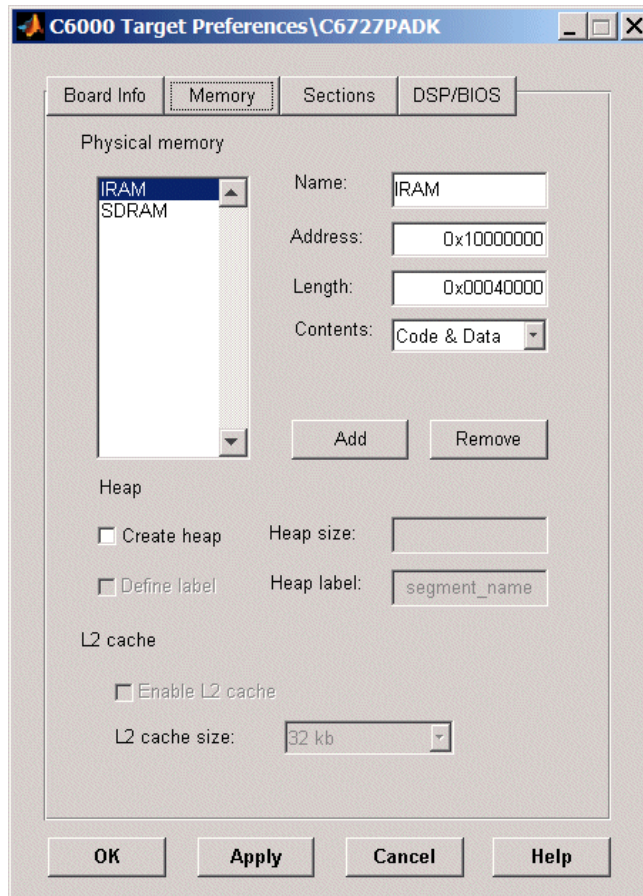 C6000 Target Preferences\C6727PADK
Board Info Memory Sections DSP/BIOS
Physical memory
IRAM
SDRAM
Name: IRAM
Address: 0x10000000
Length: 0x00040000
Contents: Code & Data
Add Remove
Heap
Create heap Heap size:
Define label Heap label: segment_name
L2 cache
Enable L2 cache
L2 cache size: 32 kb
OK Apply Cancel Help